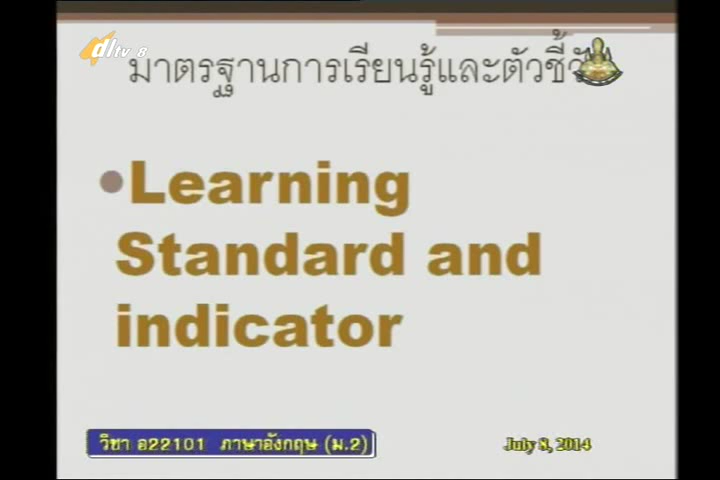 dltv 8
มาตรฐานการเรียนรู้และตัวชี้วั
•Learning
Standard and
indicator
วิชา อ22101 ภาษาอังกฤษ (ม.2)
July 8, 2014